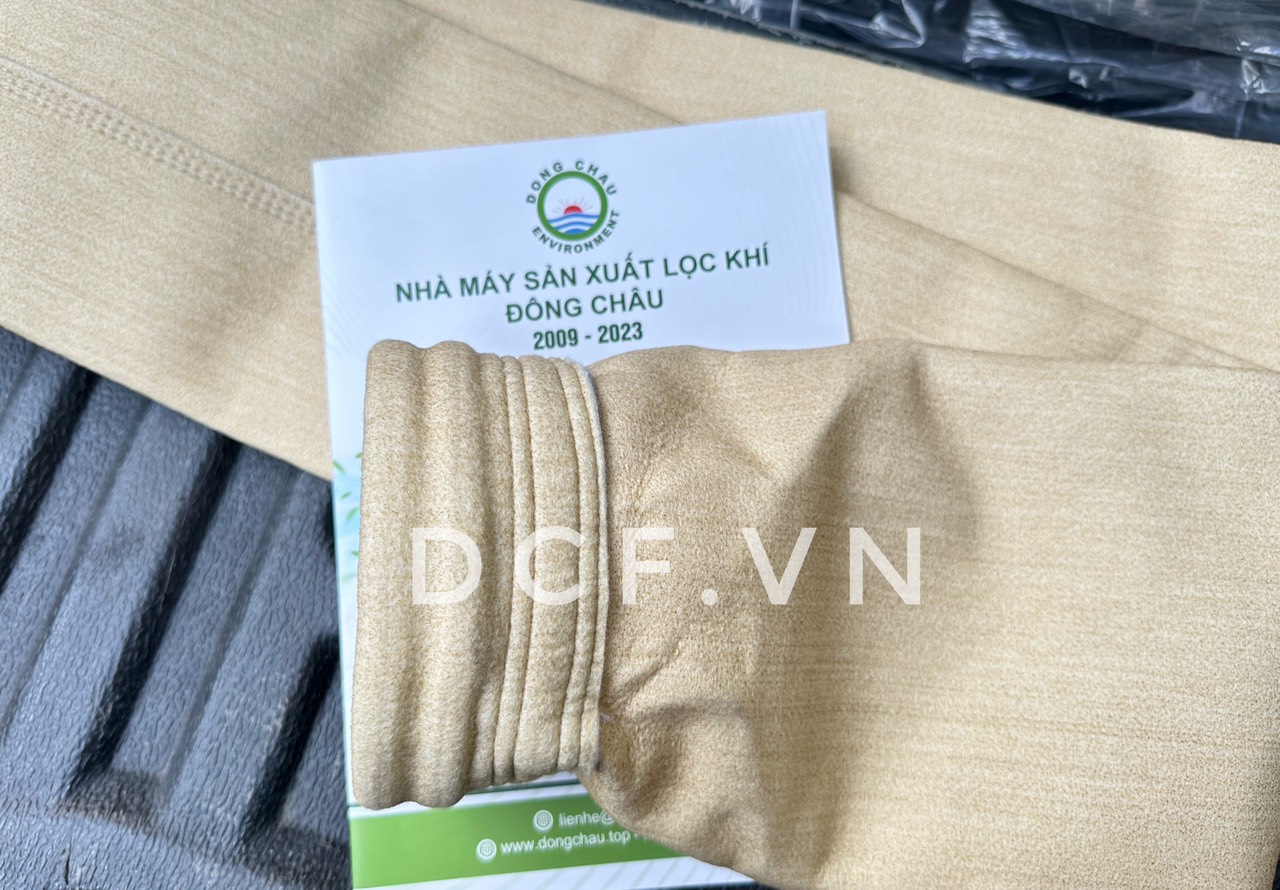 DONG CHAU
ENVIRONMENT
NHÀ MÁY SẢN XUẤT LỌC KHÍ
ĐÔNG CHÂU
2009 - 2023
DCF.VN
lienhe@
www.dongchau.top